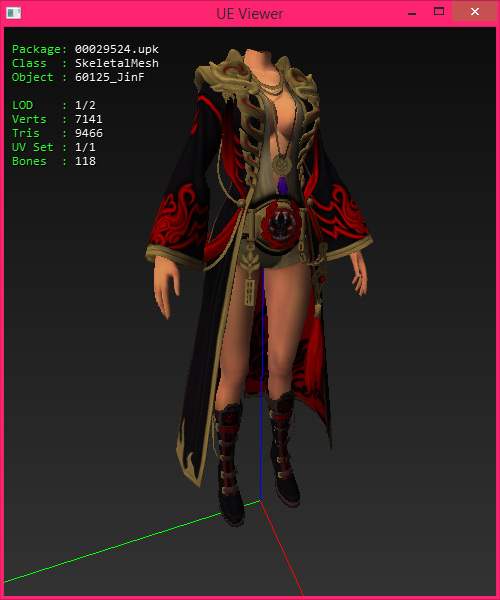 UE Viewer
Package: 00029524.upk
Class : SkeletalMesh
Object : 60125_JinF
LOD : 1/2
Verts : 7141
Tris : 9466
UV Set : 1/1
Bones : 118